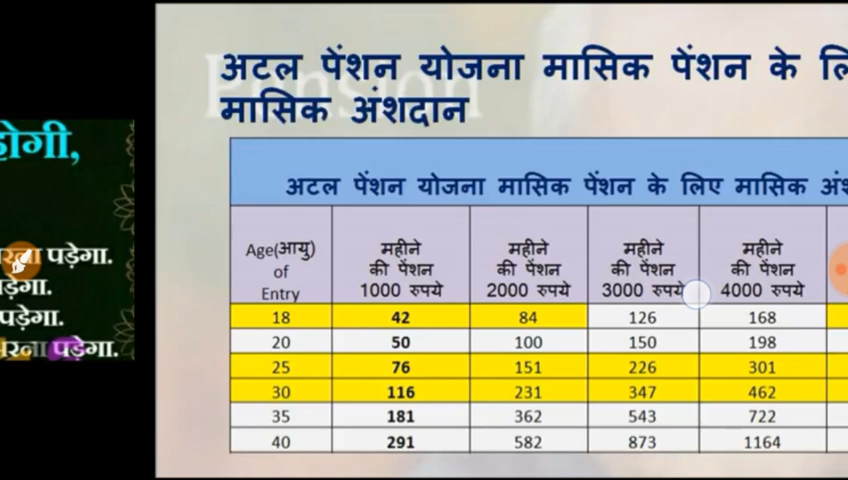 होगी,
पड़ेगा.
पड़ेगा.
पड़ेगा.
भरना पड़ेगा.
अटल पेंशन योजना मासिक पेंशन के लि
मासिक अंशदान
अटल पेंशन योजना मासिक पेंशन के लिए मासिक अंश
Age(आयु) of Entry महीने की पेंशन 1000 रुपये महीने की पेंशन 2000 रुपये महीने की पेंशन 3000 रुपये महीने की पेंशन 4000 रुपये
18 42 84 126 168
20 50 100 150 198
25 76 151 226 301
30 116 231 347 462
35 181 362 543 722
40 291 582 873 1164